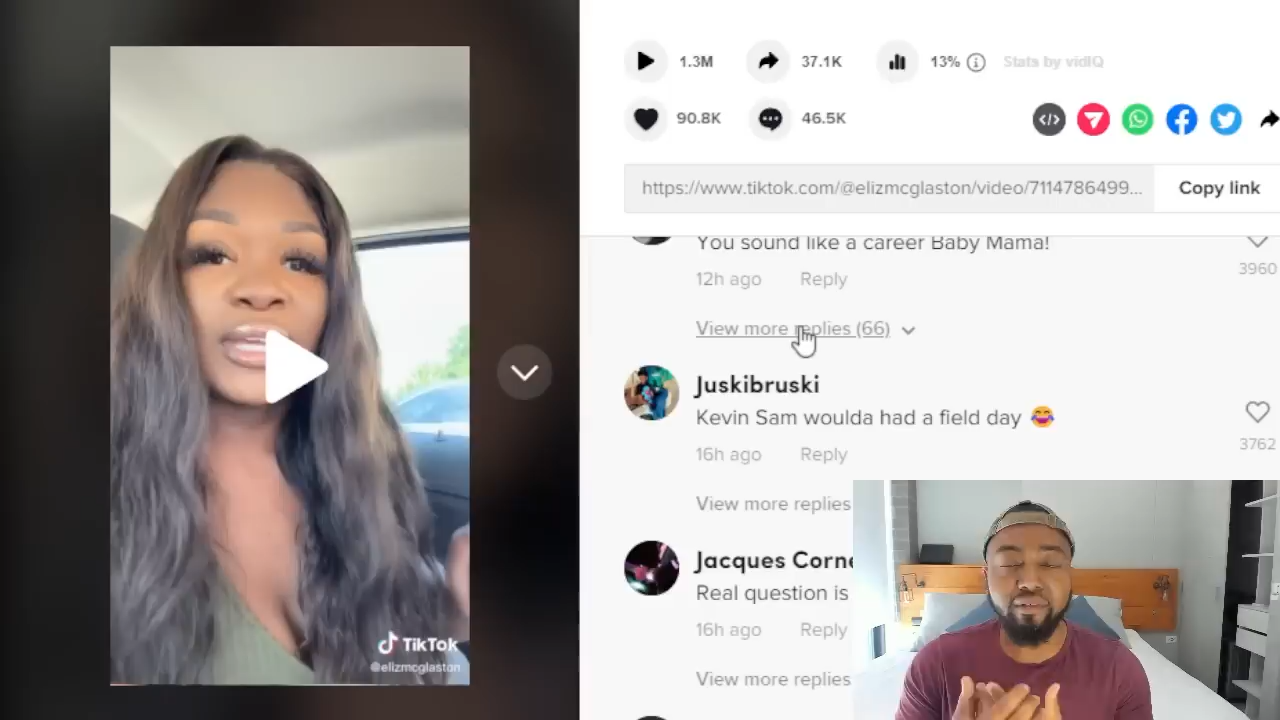 1.3M
37.1K
13%
Stats by vidIQ
90.8K
46.5K
https://www.tiktok.com/@elizmcglaston/video/7114786499...
Copy link
You sound like a career Baby Mama!
3960
12h ago
Reply
View more replies (66)
Juskibruski
Kevin Sam woulda had a field day 😂
3762
16h ago
Reply
View more replies
Jacques Corne
Real question is
16h ago
Reply
View more replies
TikTok
@elizmcglaston